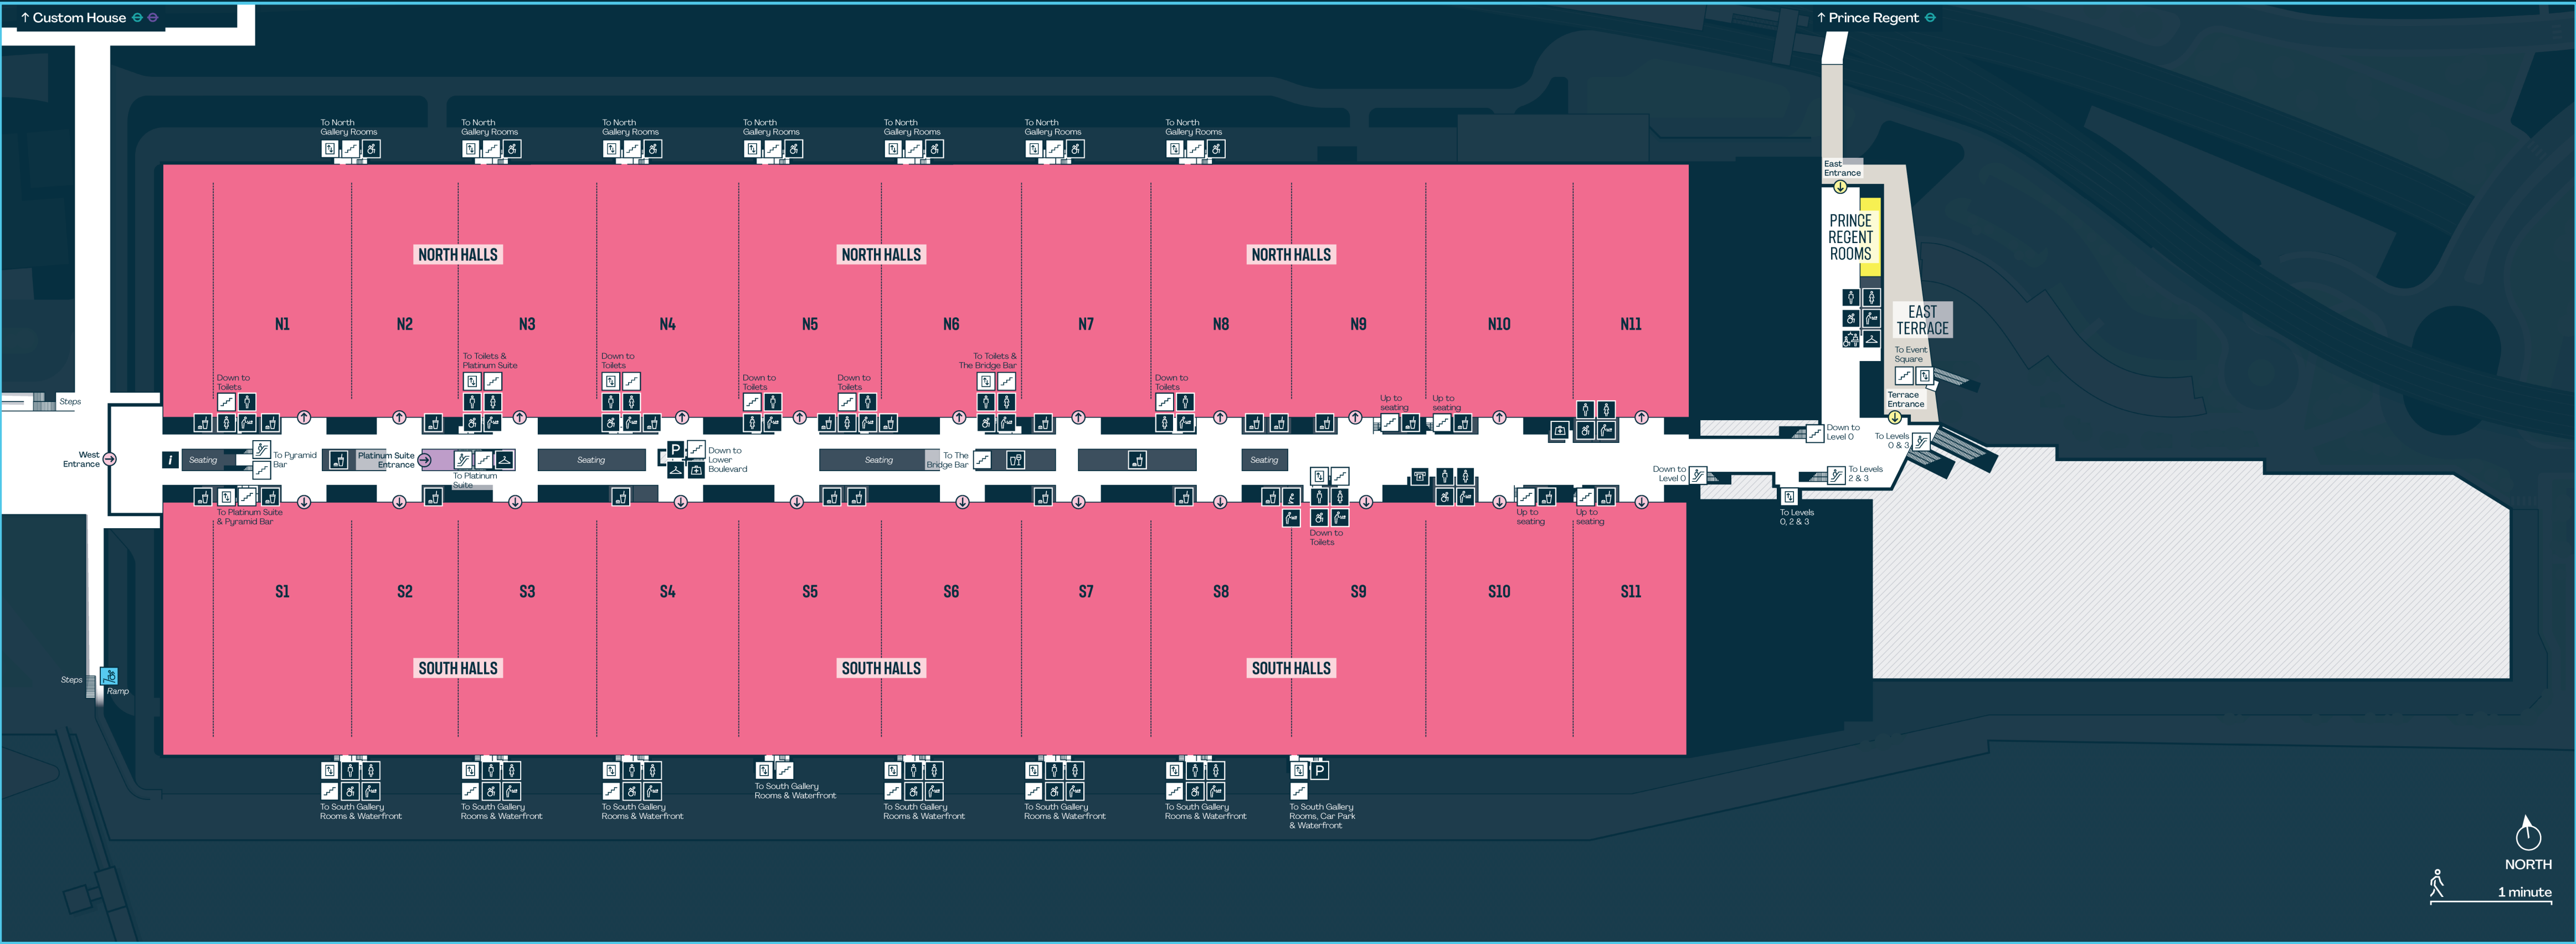 ↑ Custom House
↑ Prince Regent
To North
Gallery Rooms
To North
Gallery Rooms
To North
Gallery Rooms
To North
Gallery Rooms
To North
Gallery Rooms
To North
Gallery Rooms
To North
Gallery Rooms
East
Entrance
PRINCE
REGENT
ROOMS
NORTH HALLS
NORTH HALLS
NORTH HALLS
EAST
TERRACE
N1
N2
N3
N4
N5
N6
N7
N8
N9
N10
N11
To Event
Square
Terrace
Entrance
Down to
Toilets
To Toilets &
Platinum Suite
Down to
Toilets
Down to
Toilets
Down to
Toilets
To Toilets &
The Bridge Bar
Down to
Toilets
Up to
seating
Up to
seating
Steps
West
Entrance
i
Seating
To Pyramid
Bar
Platinum Suite
Entrance
To Platinum
Suite
Seating
P
Down to
Lower
Boulevard
Seating
To The
Bridge Bar
Seating
Down to
Level 0
To Levels
0 & 3
Down to
Level 0
To Levels
2 & 3
To Levels
0, 2 & 3
To Platinum Suite
& Pyramid Bar
Down to
Toilets
Up to
seating
Up to
seating
S1
S2
S3
S4
S5
S6
S7
S8
S9
S10
S11
SOUTH HALLS
SOUTH HALLS
SOUTH HALLS
Steps
Ramp
To South Gallery
Rooms & Waterfront
To South Gallery
Rooms & Waterfront
To South Gallery
Rooms & Waterfront
To South Gallery
Rooms & Waterfront
To South Gallery
Rooms & Waterfront
To South Gallery
Rooms & Waterfront
To South Gallery
Rooms & Waterfront
P
To South Gallery
Rooms, Car Park
& Waterfront
NORTH
1 minute